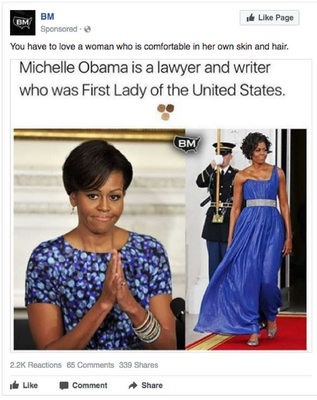 BM
BM
Sponsored ·
Like Page
You have to love a woman who is comfortable in her own skin and hair.
Michelle Obama is a lawyer and writer
who was First Lady of the United States.
BM
2.2K Reactions 65 Comments 339 Shares
Like Comment Share